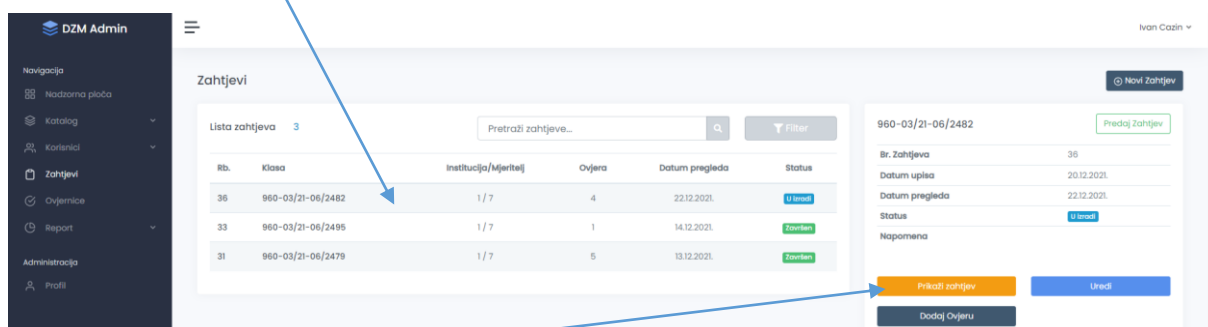 DZM Admin
Ivan Cazin
Navigacija
Nadzorna ploča
Katalog
Korisnici
Zahtjevi
Ovjernice
Report
Administracija
Profil
Zahtjevi
Novi Zahtjev
Lista zahtjeva 3
Pretraži zahtjeve...
Filter
Rb. Klasa Institucija/Mjeritelj Ovjera Datum pregleda Status
36 960-03/21-06/2482 1 / 7 4 22.12.2021. U izradi
33 960-03/21-06/2495 1 / 7 1 14.12.2021. Završen
31 960-03/21-06/2479 1 / 7 5 13.12.2021. Završen
960-03/21-06/2482 Predaj Zahtjev
Br. Zahtjeva 36
Datum upisa 20.12.2021.
Datum pregleda 22.12.2021.
Status U izradi
Napomena
Prikaži zahtjev Uredi
Dodaj Ovjeru